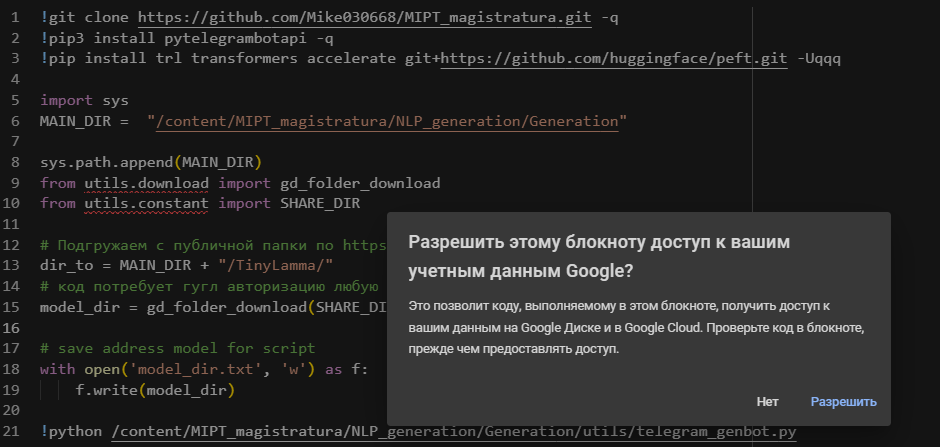 1 !git clone https://github.com/Mike030668/MIPT_magistratura.git -q
2 !pip3 install pytelegrambotapi -q
3 !pip install trl transformers accelerate git+https://github.com/huggingface/peft.git -Uqqq
4
5 import sys
6 MAIN_DIR =  "/content/MIPT_magistratura/NLP_generation/Generation"
7
8 sys.path.append(MAIN_DIR)
9 from utils.download import gd_folder_download
10 from utils.constant import SHARE_DIR
11
12 # Подгружаем с публичной папки по https
13 dir_to = MAIN_DIR + "/TinyLamma/"
14 # код потребует гугл авторизацию любую
15 model_dir = gd_folder_download(SHARE_DI
16
17 # save address model for script
18 with open('model_dir.txt', 'w') as f:
19     f.write(model_dir)
20
21 !python /content/MIPT_magistratura/NLP_generation/Generation/utils/telegram_genbot.py
Разрешить этому блокноту доступ к вашим
учетным данным Google?
Это позволит коду, выполняемому в этом блокноте, получить доступ к
вашим данным на Google Диске и в Google Cloud. Проверьте код в блокноте,
прежде чем предоставлять доступ.
Нет Разрешить